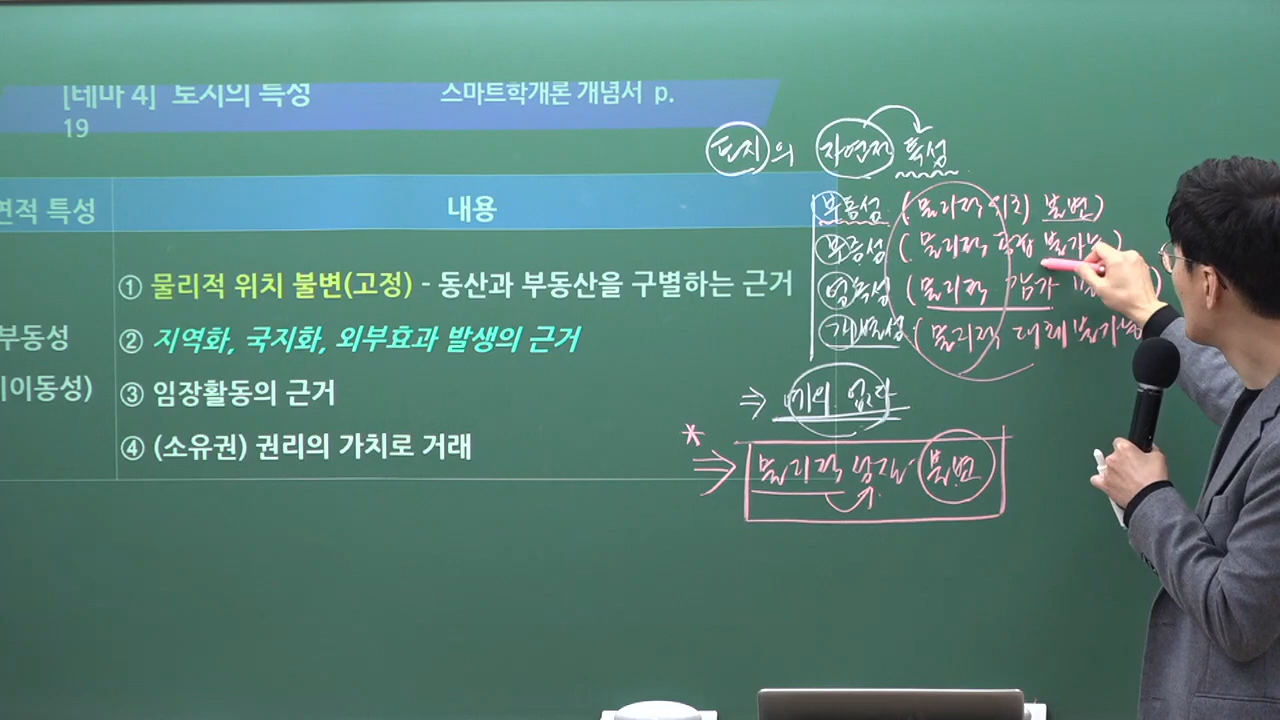 [테마 4] 토지의 특성 스마트학개론 개념서 p.
19
연적 특성 내용
① 물리적 위치 불변(고정) - 동산과 부동산을 구별하는 근거
부동성
② 지역화, 국지화, 외부효과 발생의 근거
이동성)
③ 임장활동의 근거
④ (소유권) 권리의 가치로 거래
토지의 자연적 특성
부동성 (물리적 위치 불변)
부증성 (물리적 불가능)
영속성 (물리적 감가
개별성 (물리적 대체 불가능
⇒ 예외 없다
* ⇒ 물리적 불변